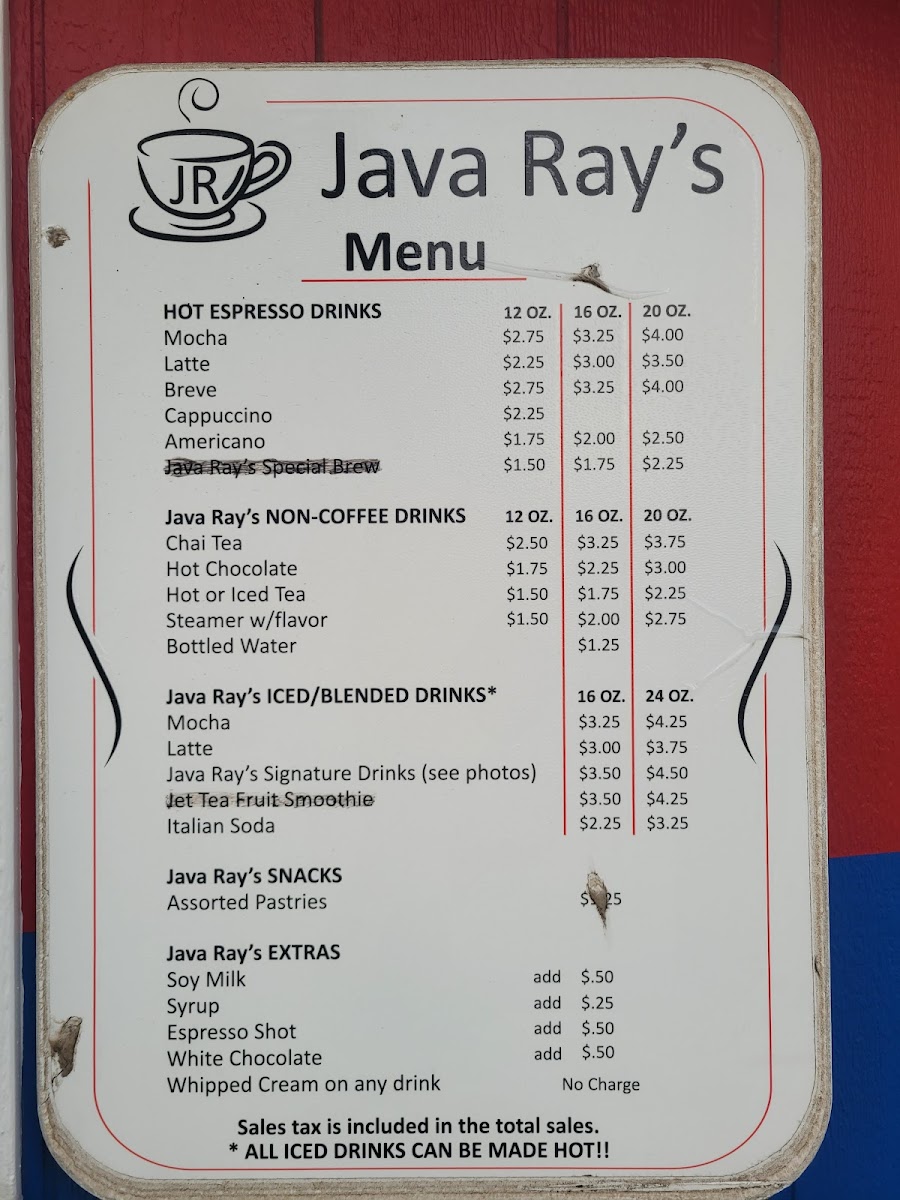 JR
Java Ray's
Menu
HOT ESPRESSO DRINKS 12 OZ. 16 OZ. 20 OZ.
Mocha $2.75 $3.25 $4.00
Latte $2.25 $3.00 $3.50
Breve $2.75 $3.25 $4.00
Cappuccino $2.25
Americano $1.75 $2.00 $2.50
Java Ray's Special Brew $1.50 $1.75 $2.25
Java Ray's NON-COFFEE DRINKS 12 OZ. 16 OZ. 20 OZ.
Chai Tea $2.50 $3.25 $3.75
Hot Chocolate $1.75 $2.25 $3.00
Hot or Iced Tea $1.50 $1.75 $2.25
Steamer w/flavor $1.50 $2.00 $2.75
Bottled Water $1.25
Java Ray's ICED/BLENDED DRINKS* 16 OZ. 24 OZ.
Mocha $3.25 $4.25
Latte $3.00 $3.75
Java Ray's Signature Drinks (see photos) $3.50 $4.50
Jet Tea Fruit Smoothie $3.50 $4.25
Italian Soda $2.25 $3.25
Java Ray's SNACKS
Assorted Pastries
Java Ray's EXTRAS
Soy Milk add $.50
Syrup add $.25
Espresso Shot add $.50
White Chocolate add $.50
Whipped Cream on any drink No Charge
Sales tax is included in the total sales.
* ALL ICED DRINKS CAN BE MADE HOT!!